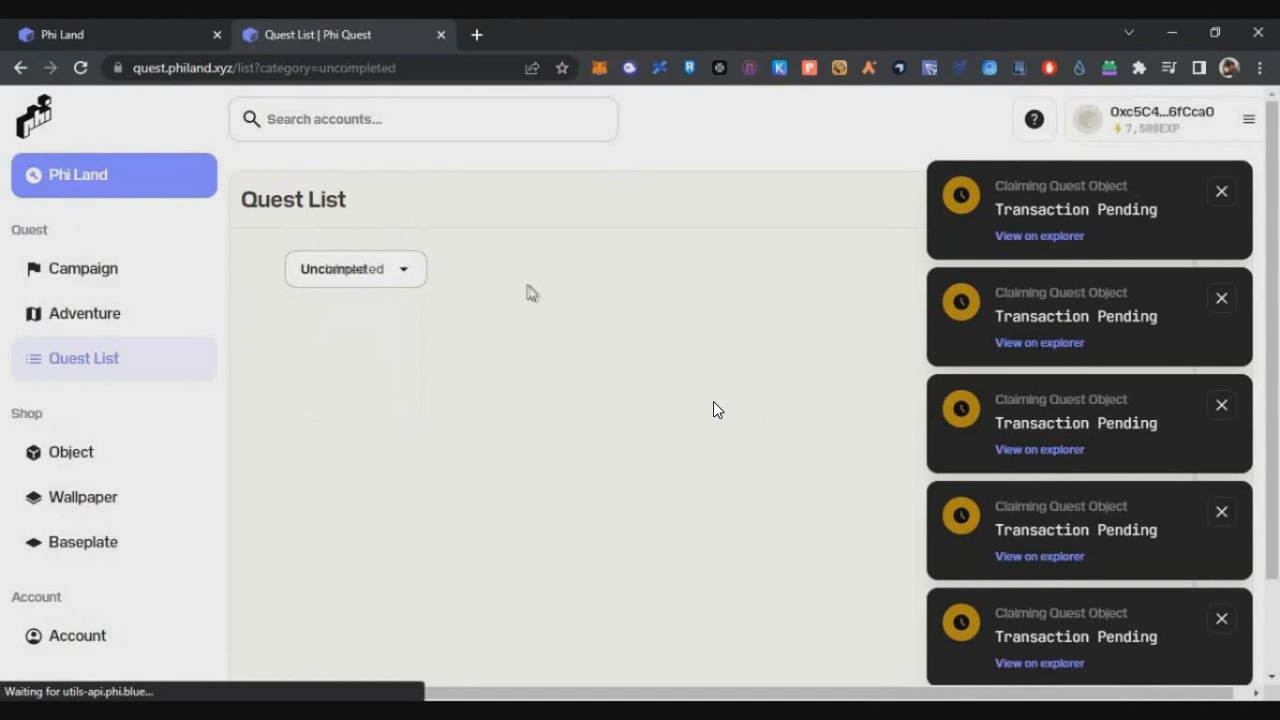 Phi Land
Quest List | Phi Quest
quest.philand.xyz/list?category=uncompleted
Search accounts...
0xc5C4...6fCca0
7,500EXP
Phi Land
Quest
Campaign
Adventure
Quest List
Shop
Object
Wallpaper
Baseplate
Account
Account
Quest List
Claiming Quest Object
Transaction Pending
View on explorer
Claiming Quest Object
Transaction Pending
View on explorer
Claiming Quest Object
Transaction Pending
View on explorer
Claiming Quest Object
Transaction Pending
View on explorer
Claiming Quest Object
Transaction Pending
View on explorer
Waiting for utils-api.phi.blue...